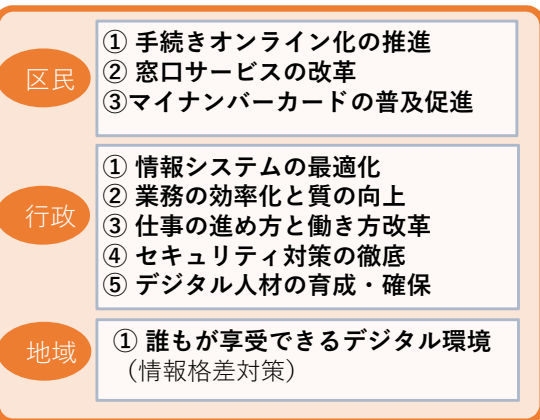 区民
① 手続きオンライン化の推進
② 窓口サービスの改革
③マイナンバーカードの普及促進
行政
① 情報システムの最適化
② 業務の効率化と質の向上
③ 仕事の進め方と働き方改革
④ セキュリティ対策の徹底
⑤ デジタル人材の育成・確保
地域
① 誰もが享受できるデジタル環境
（情報格差対策）